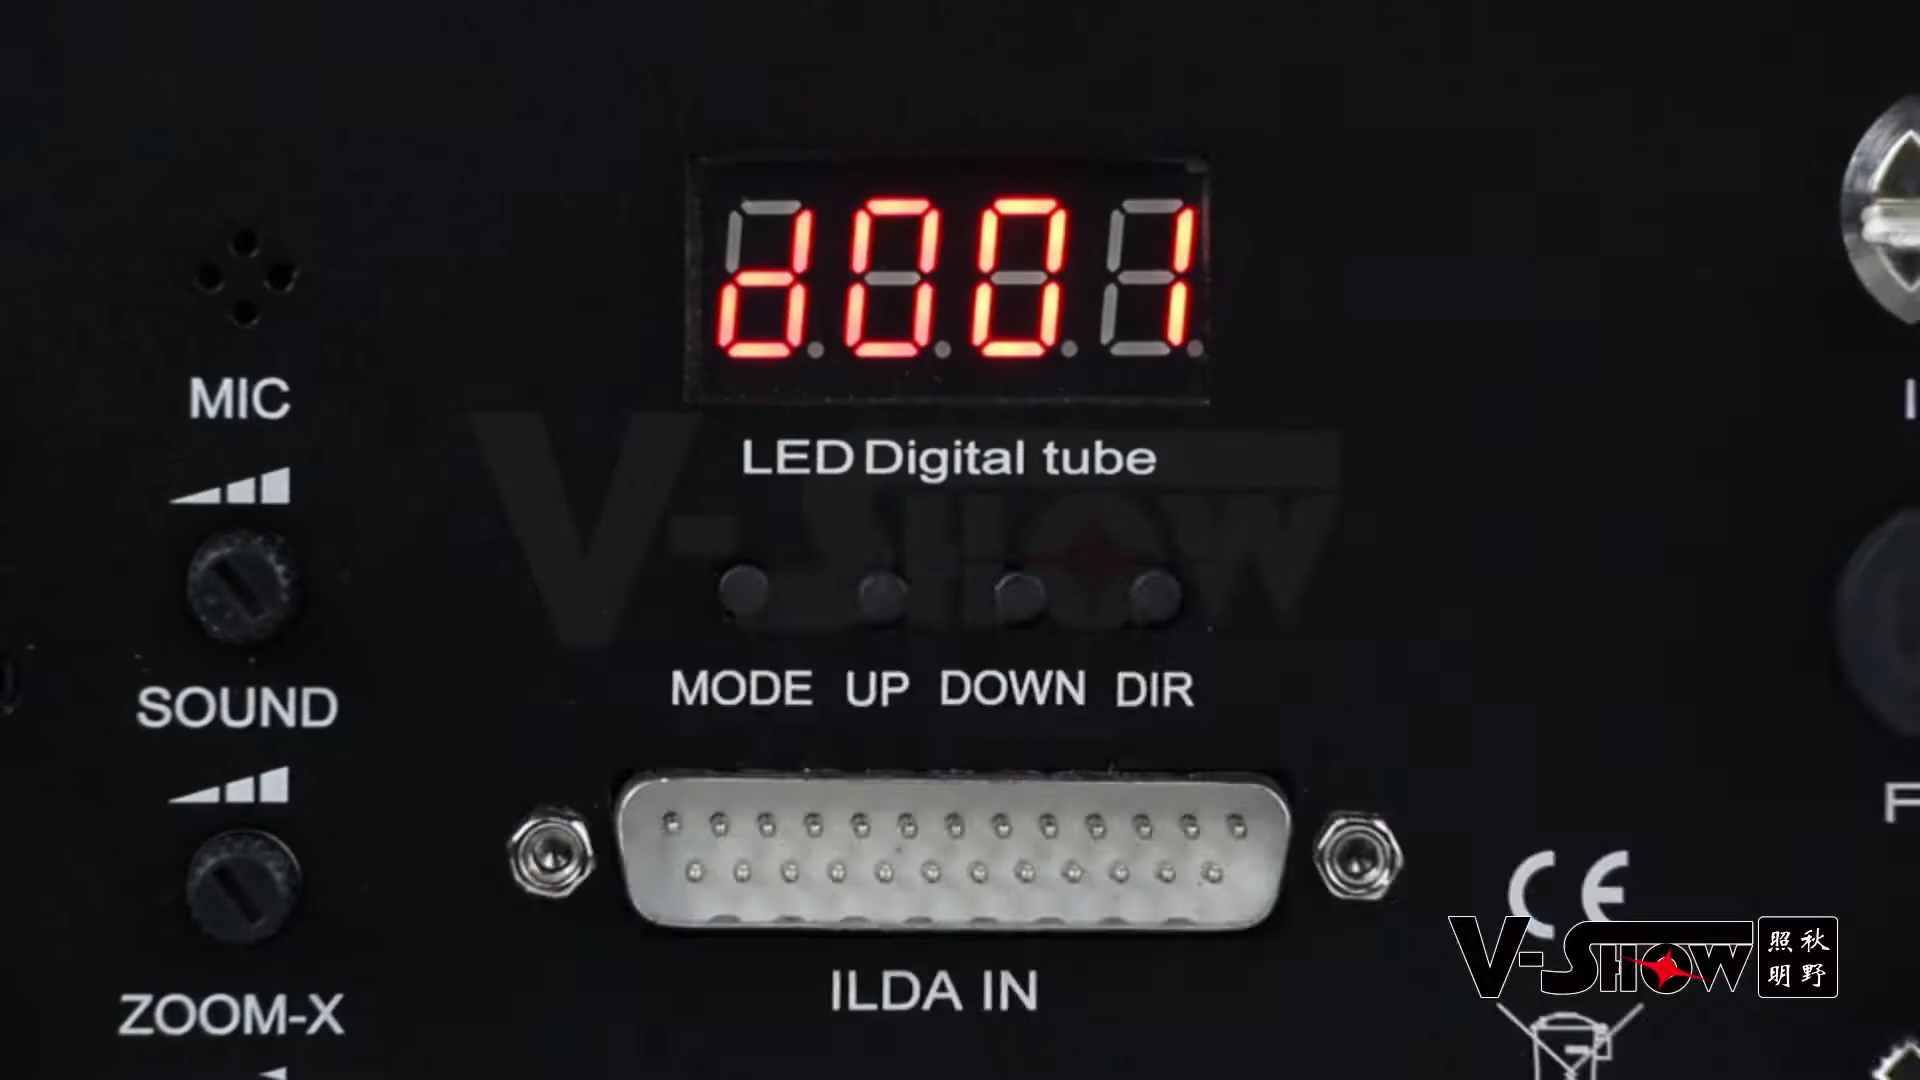 d001
MIC
LED Digital tube
V-SHOW
SOUND
MODE UP DOWN DIR
CE
V-SHOW 照秋
明野
ILDA IN
ZOOM-X